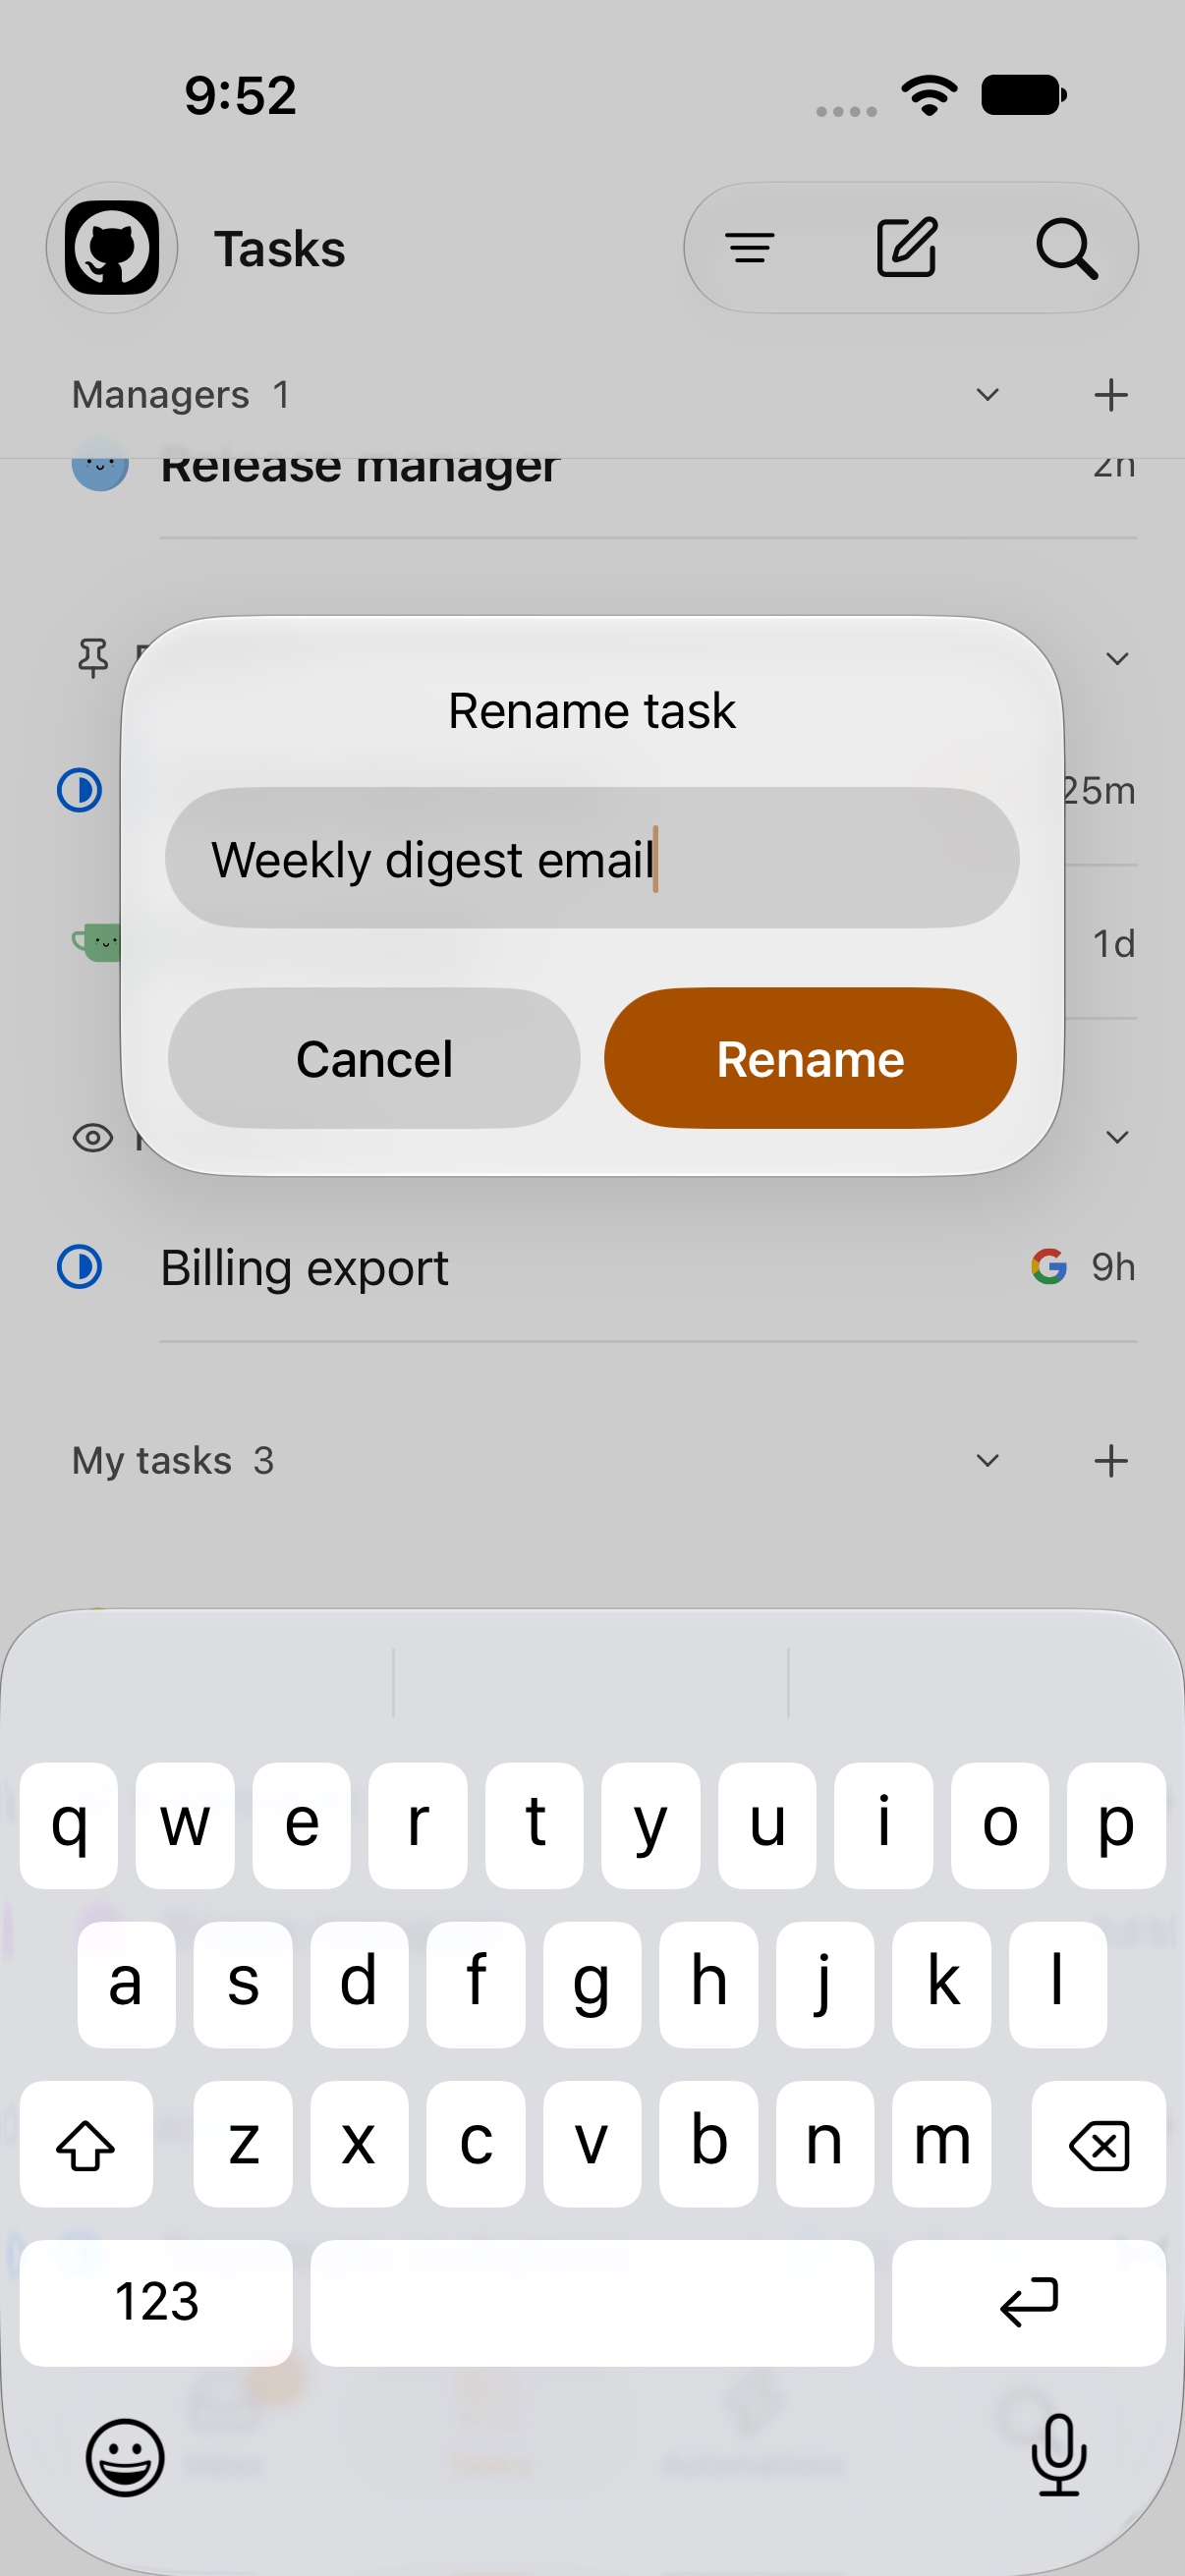 9:52
Tasks
Managers 1
Release manager 2h
Rename task
25m
Weekly digest email
1d
Cancel Rename
Billing export 9h
My tasks 3
q w e r t y u i o p
a s d f g h j k l
z x c v b n m
123